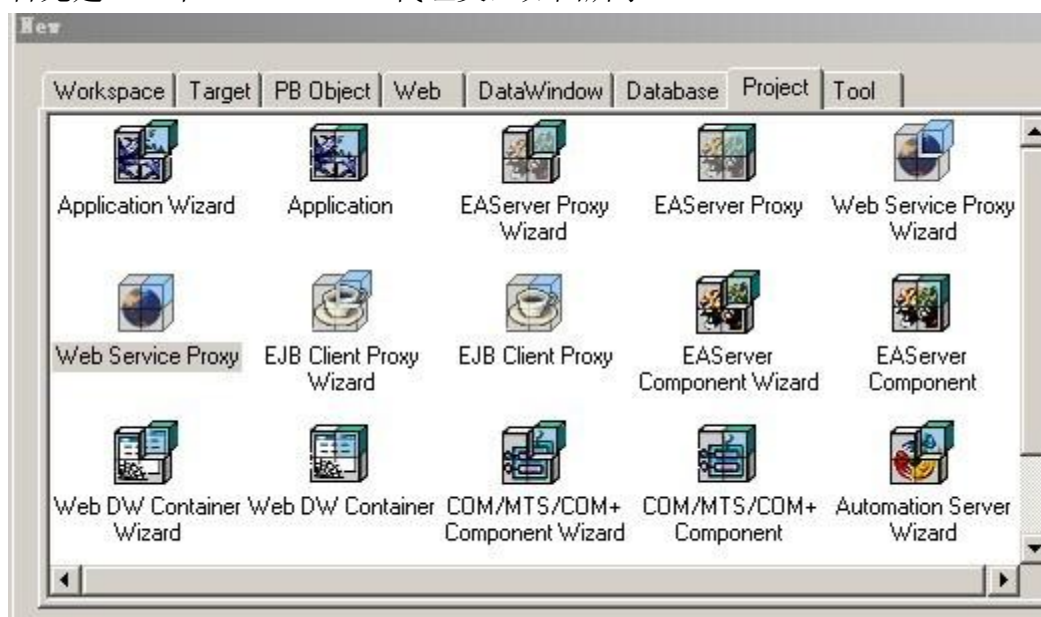 New
Workspace Target PB Object Web DataWindow Database Project Tool
Application Wizard Application EAServer Proxy Wizard EAServer Proxy Web Service Proxy Wizard
Web Service Proxy EJB Client Proxy Wizard EJB Client Proxy EAServer Component Wizard EAServer Component
Web DW Container Wizard Web DW Container COM/MTS/COM+ Component Wizard COM/MTS/COM+ Component Automation Server Wizard